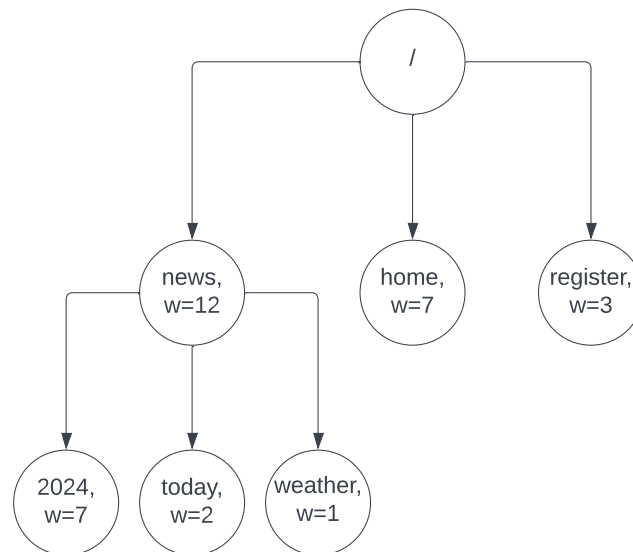 /
news,
w=12
home,
w=7
register,
w=3
2024,
w=7
today,
w=2
weather,
w=1